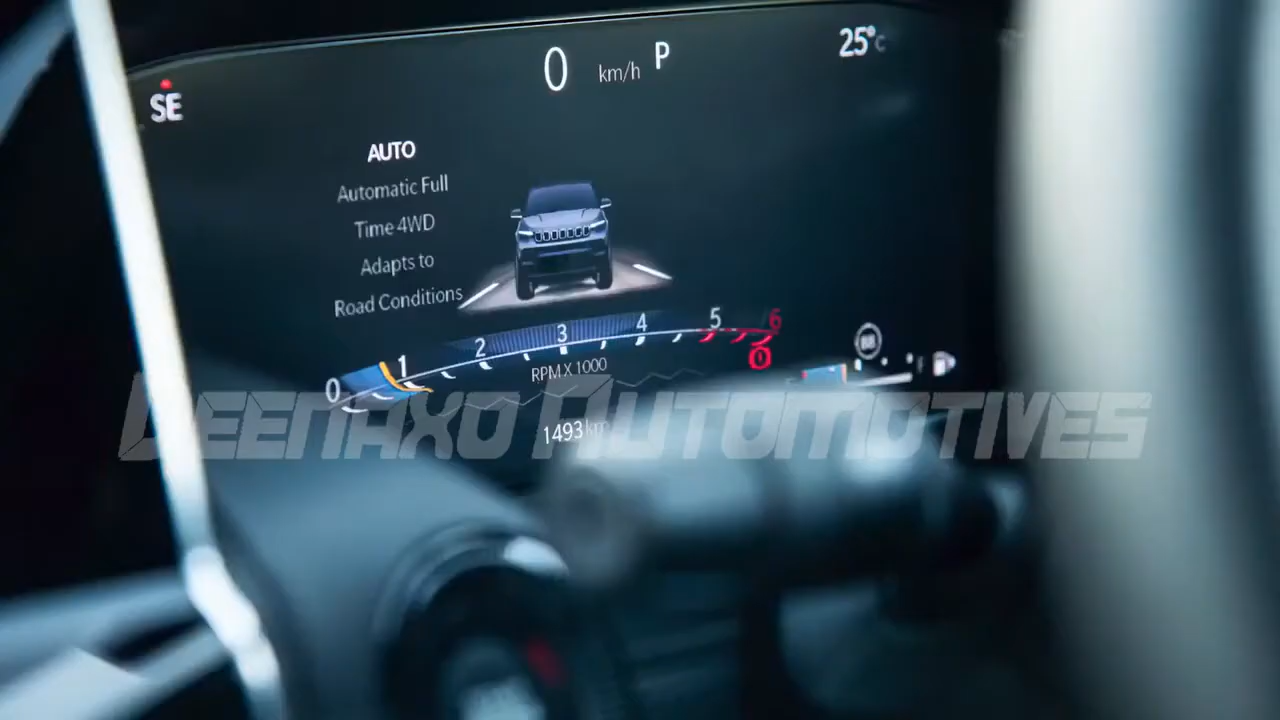 0 km/h P
25°C
SE
AUTO
Automatic Full
Time 4WD
Adapts to
Road Conditions
0 1 2 3 4 5 6
RPM X 1000
1493 km
Deenaxo Automotives